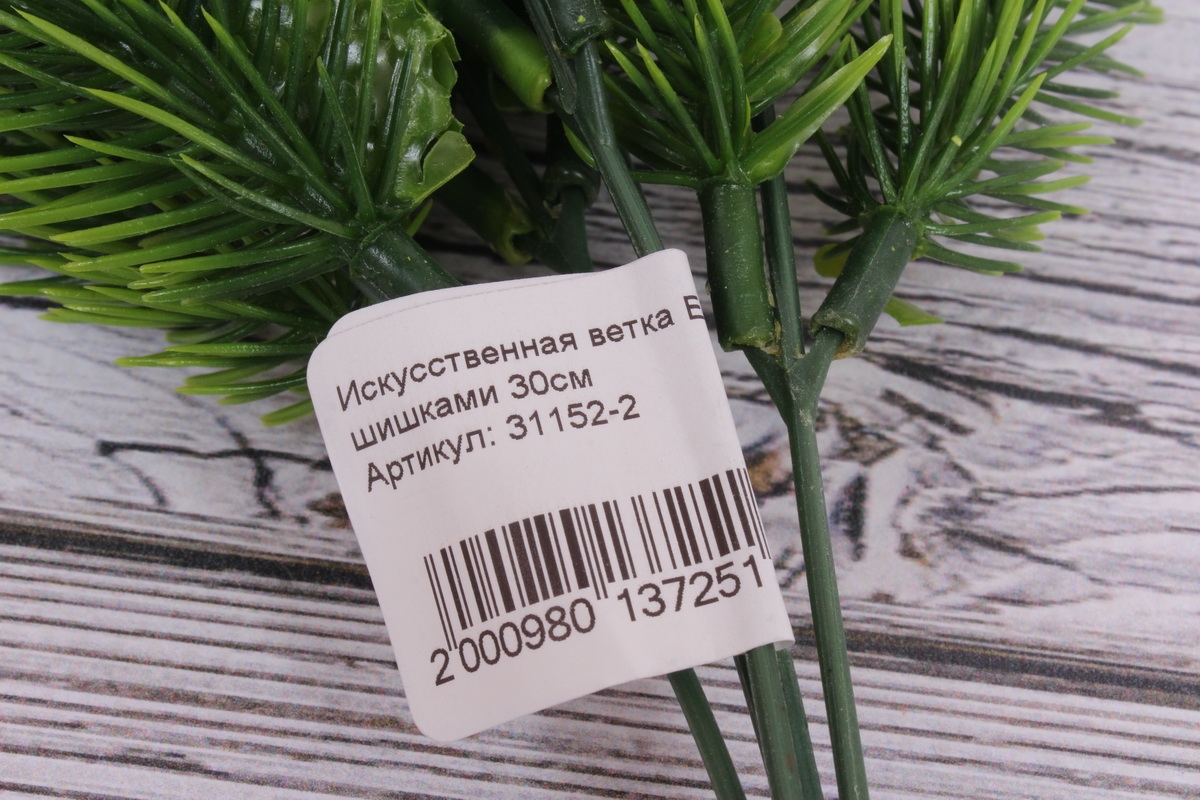 Искусственная ветка
шишками 30см
Артикул: 31152-2
2 000980 137251